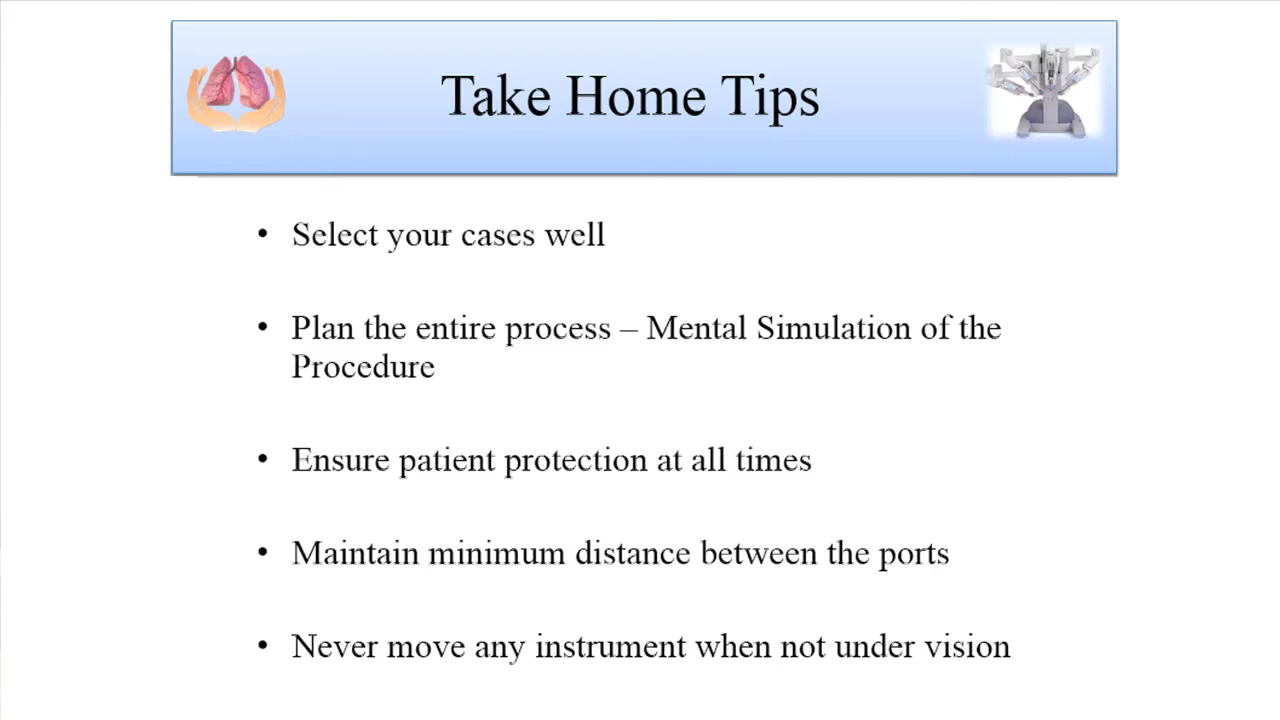 Take Home Tips
• Select your cases well
• Plan the entire process – Mental Simulation of the
Procedure
• Ensure patient protection at all times
• Maintain minimum distance between the ports
• Never move any instrument when not under vision